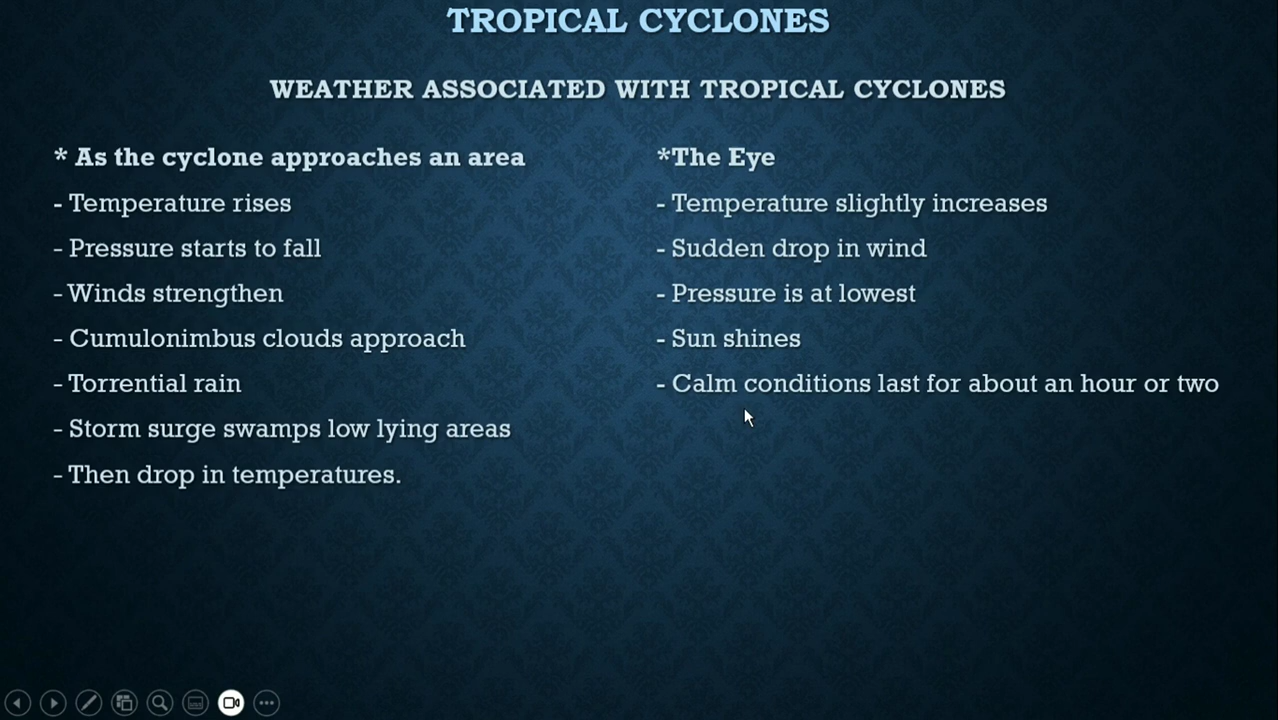 TROPICAL CYCLONES
WEATHER ASSOCIATED WITH TROPICAL CYCLONES
* As the cyclone approaches an area
- Temperature rises
- Pressure starts to fall
- Winds strengthen
- Cumulonimbus clouds approach
- Torrential rain
- Storm surge swamps low lying areas
- Then drop in temperatures.
*The Eye
- Temperature slightly increases
- Sudden drop in wind
- Pressure is at lowest
- Sun shines
- Calm conditions last for about an hour or two